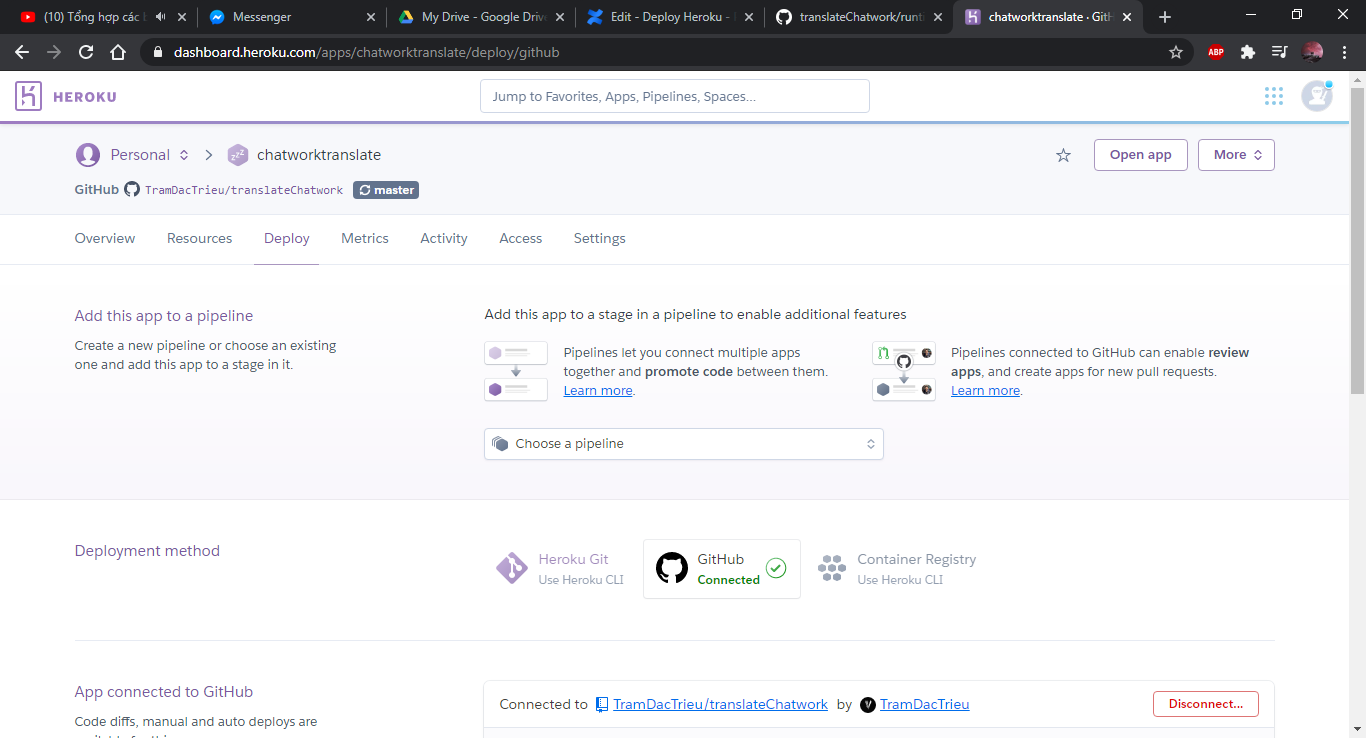 (10) Tổng hợp các Messenger My Drive - Google Drive Edit - Deploy Heroku - translateChatwork/runt chatworktranslate · GitH
dashboard.heroku.com/apps/chatworktranslate/deploy/github
ABP
HEROKU
Jump to Favorites, Apps, Pipelines, Spaces...
Personal chatworktranslate
Open app
More
GitHub TramDacTrieu/translateChatwork master
Overview Resources Deploy Metrics Activity Access Settings
Add this app to a pipeline
Create a new pipeline or choose an existing
one and add this app to a stage in it.
Add this app to a stage in a pipeline to enable additional features
Pipelines let you connect multiple apps
together and promote code between them.
Learn more.
Pipelines connected to GitHub can enable review
apps, and create apps for new pull requests.
Learn more.
Choose a pipeline
Deployment method
Heroku Git
Use Heroku CLI
GitHub
Connected
Container Registry
Use Heroku CLI
App connected to GitHub
Code diffs, manual and auto deploys are
Connected to TramDacTrieu/translateChatwork by TramDacTrieu
Disconnect...